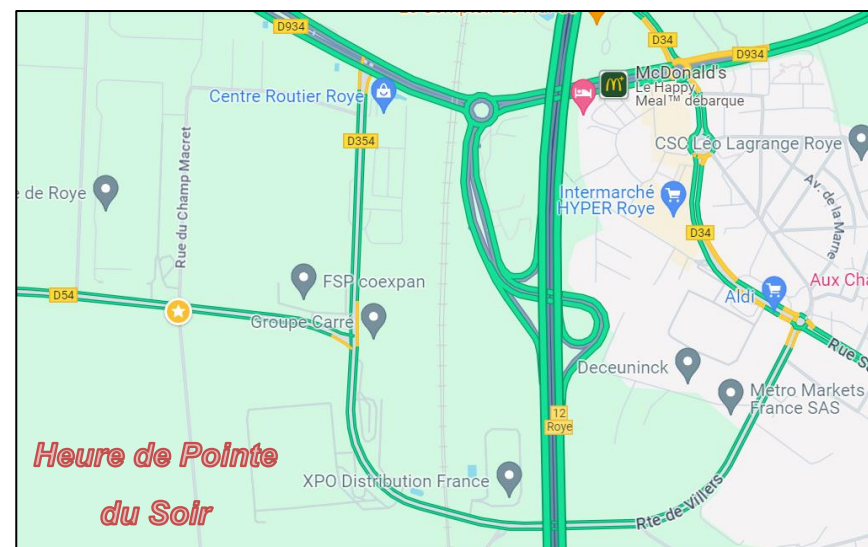 D934
D34
D934
McDonald's
Le Happy
Meal™ débarque
Centre Routier Roye
D354
CSC Léo Lagrange Roye
Av. de la Marne
e de Roye
Rue du Champ Macret
Intermarché
HYPER Roye
D34
FSP coexpan
D54
Groupe Carré
Aldi
Aux Cha
Deceuninck
Metro Markets
France SAS
12
Roye
Heure de Pointe
du Soir
XPO Distribution France
Rte de Villers